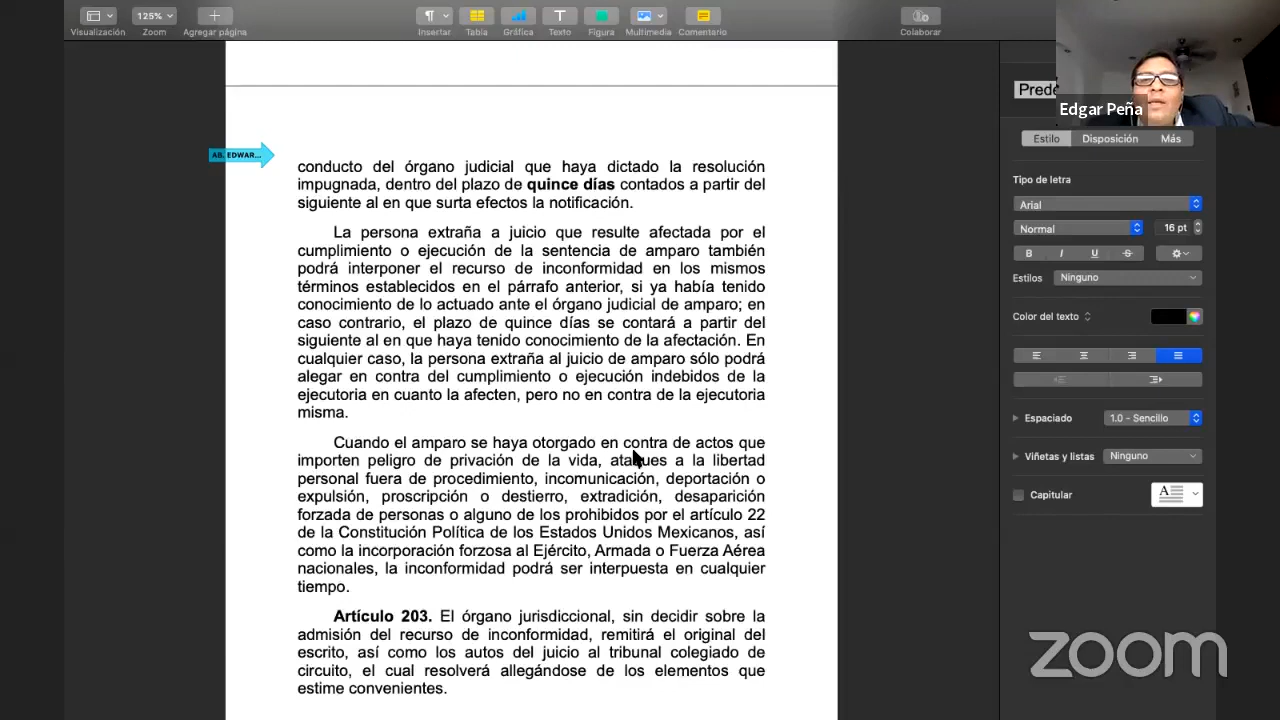 125%
Visualización
Zoom
Agregar página
Insertar
Tabla
Gráfica
Texto
Figura
Multimedia
Comentario
Colaborar
Edgar Peña
Estilo
Disposición
Más
AB. EDWAR...
conducto del órgano judicial que haya dictado la resolución
impugnada, dentro del plazo de quince días contados a partir del
siguiente al en que surta efectos la notificación.
La persona extraña a juicio que resulte afectada por el
cumplimiento o ejecución de la sentencia de amparo también
podrá interponer el recurso de inconformidad en los mismos
términos establecidos en el párrafo anterior, si ya había tenido
conocimiento de lo actuado ante el órgano judicial de amparo; en
caso contrario, el plazo de quince días se contará a partir del
siguiente al en que haya tenido conocimiento de la afectación. En
cualquier caso, la persona extraña al juicio de amparo sólo podrá
alegar en contra del cumplimiento o ejecución indebidos de la
ejecutoria en cuanto la afecten, pero no en contra de la ejecutoria
misma.
Cuando el amparo se haya otorgado en contra de actos que
importen peligro de privación de la vida, ataques a la libertad
personal fuera de procedimiento, incomunicación, deportación o
expulsión, proscripción o destierro, extradición, desaparición
forzada de personas o alguno de los prohibidos por el artículo 22
de la Constitución Política de los Estados Unidos Mexicanos, así
como la incorporación forzosa al Ejército, Armada o Fuerza Aérea
nacionales, la inconformidad podrá ser interpuesta en cualquier
tiempo.
Artículo 203. El órgano jurisdiccional, sin decidir sobre la
admisión del recurso de inconformidad, remitirá el original del
escrito, así como los autos del juicio al tribunal colegiado de
circuito, el cual resolverá allegándose de los elementos que
estime convenientes.
Tipo de letra
Arial
Normal
16 pt
B I U S
Estilos
Ninguno
Color del texto
Espaciado
1.0 - Sencillo
Viñetas y listas
Ninguno
Capitular
zoom